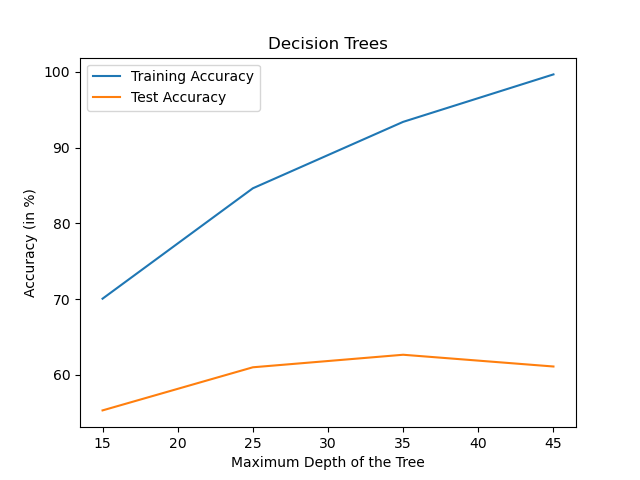 Decision Trees
Training Accuracy
Test Accuracy
100
90
80
70
60
Accuracy (in %)
15 20 25 30 35 40 45
Maximum Depth of the Tree